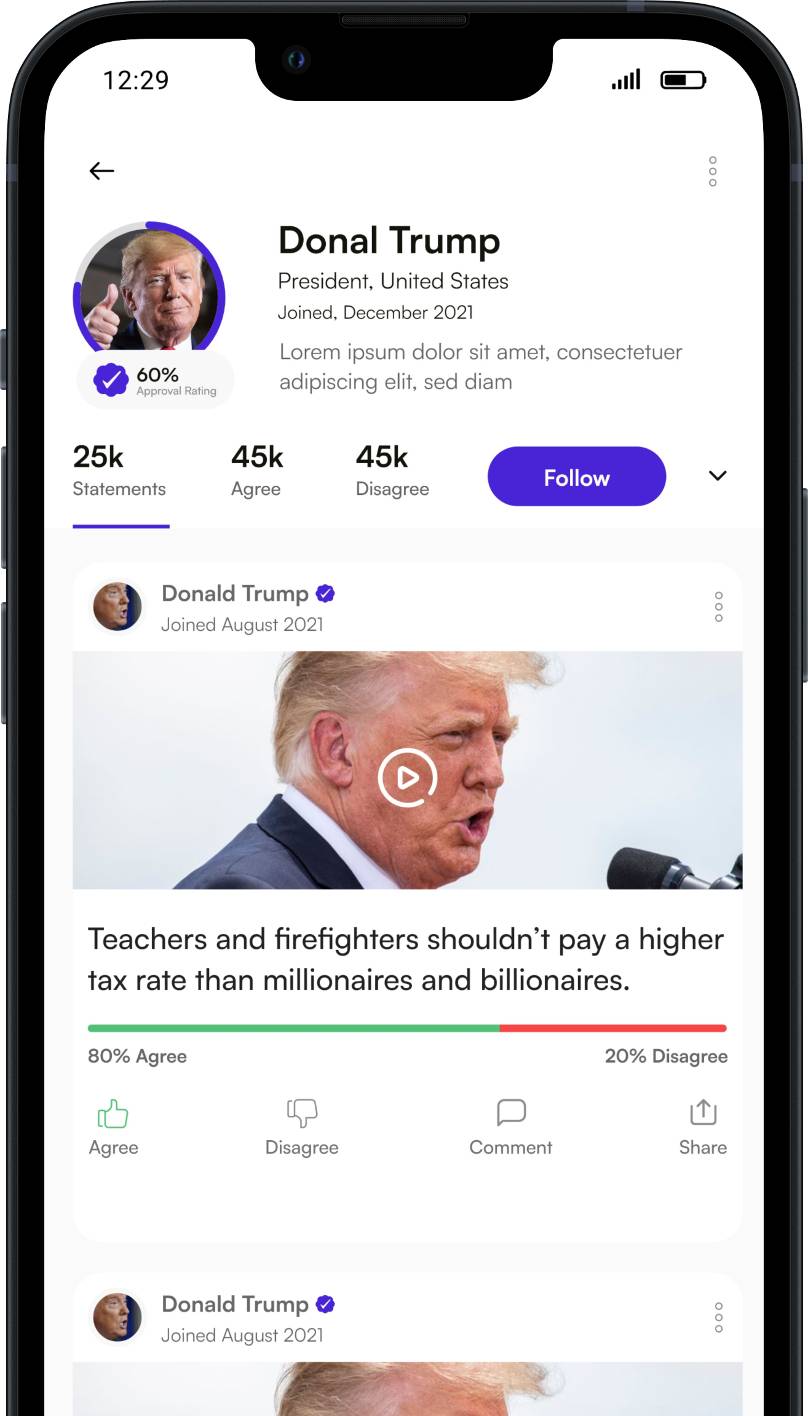 12:29
Donal Trump
President, United States
Joined, December 2021
Lorem ipsum dolor sit amet, consectetuer
adipiscing elit, sed diam
60%
Approval Rating
25k
Statements
45k
Agree
45k
Disagree
Follow
Donald Trump
Joined August 2021
Teachers and firefighters shouldn’t pay a higher
tax rate than millionaires and billionaires.
80% Agree
20% Disagree
Agree
Disagree
Comment
Share
Donald Trump
Joined August 2021